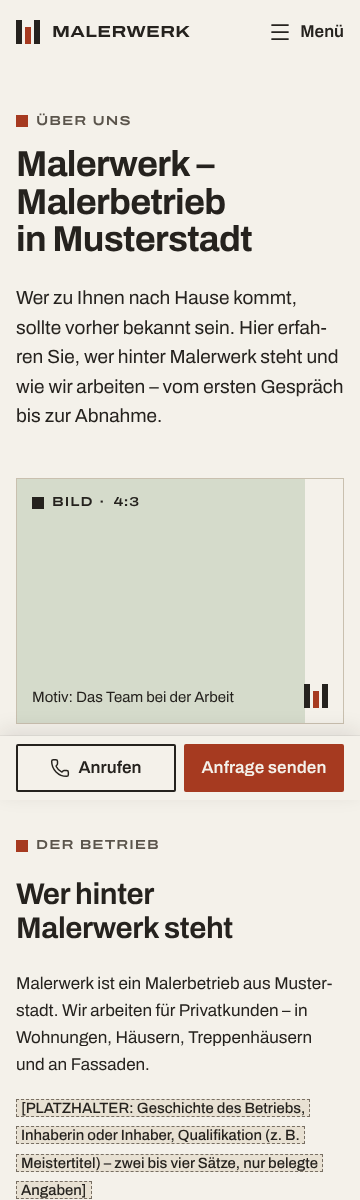 MALERWERK
Menü
ÜBER UNS
Malerwerk –
Malerbetrieb
in Musterstadt
Wer zu Ihnen nach Hause kommt,
sollte vorher bekannt sein. Hier erfah-
ren Sie, wer hinter Malerwerk steht und
wie wir arbeiten – vom ersten Gespräch
bis zur Abnahme.
BILD · 4:3
Motiv: Das Team bei der Arbeit
Anrufen
Anfrage senden
DER BETRIEB
Wer hinter
Malerwerk steht
Malerwerk ist ein Malerbetrieb aus Muster-
stadt. Wir arbeiten für Privatkunden – in
Wohnungen, Häusern, Treppenhäusern
und an Fassaden.
[PLATZHALTER: Geschichte des Betriebs,
Inhaberin oder Inhaber, Qualifikation (z. B.
Meistertitel) – zwei bis vier Sätze, nur belegte
Angaben]